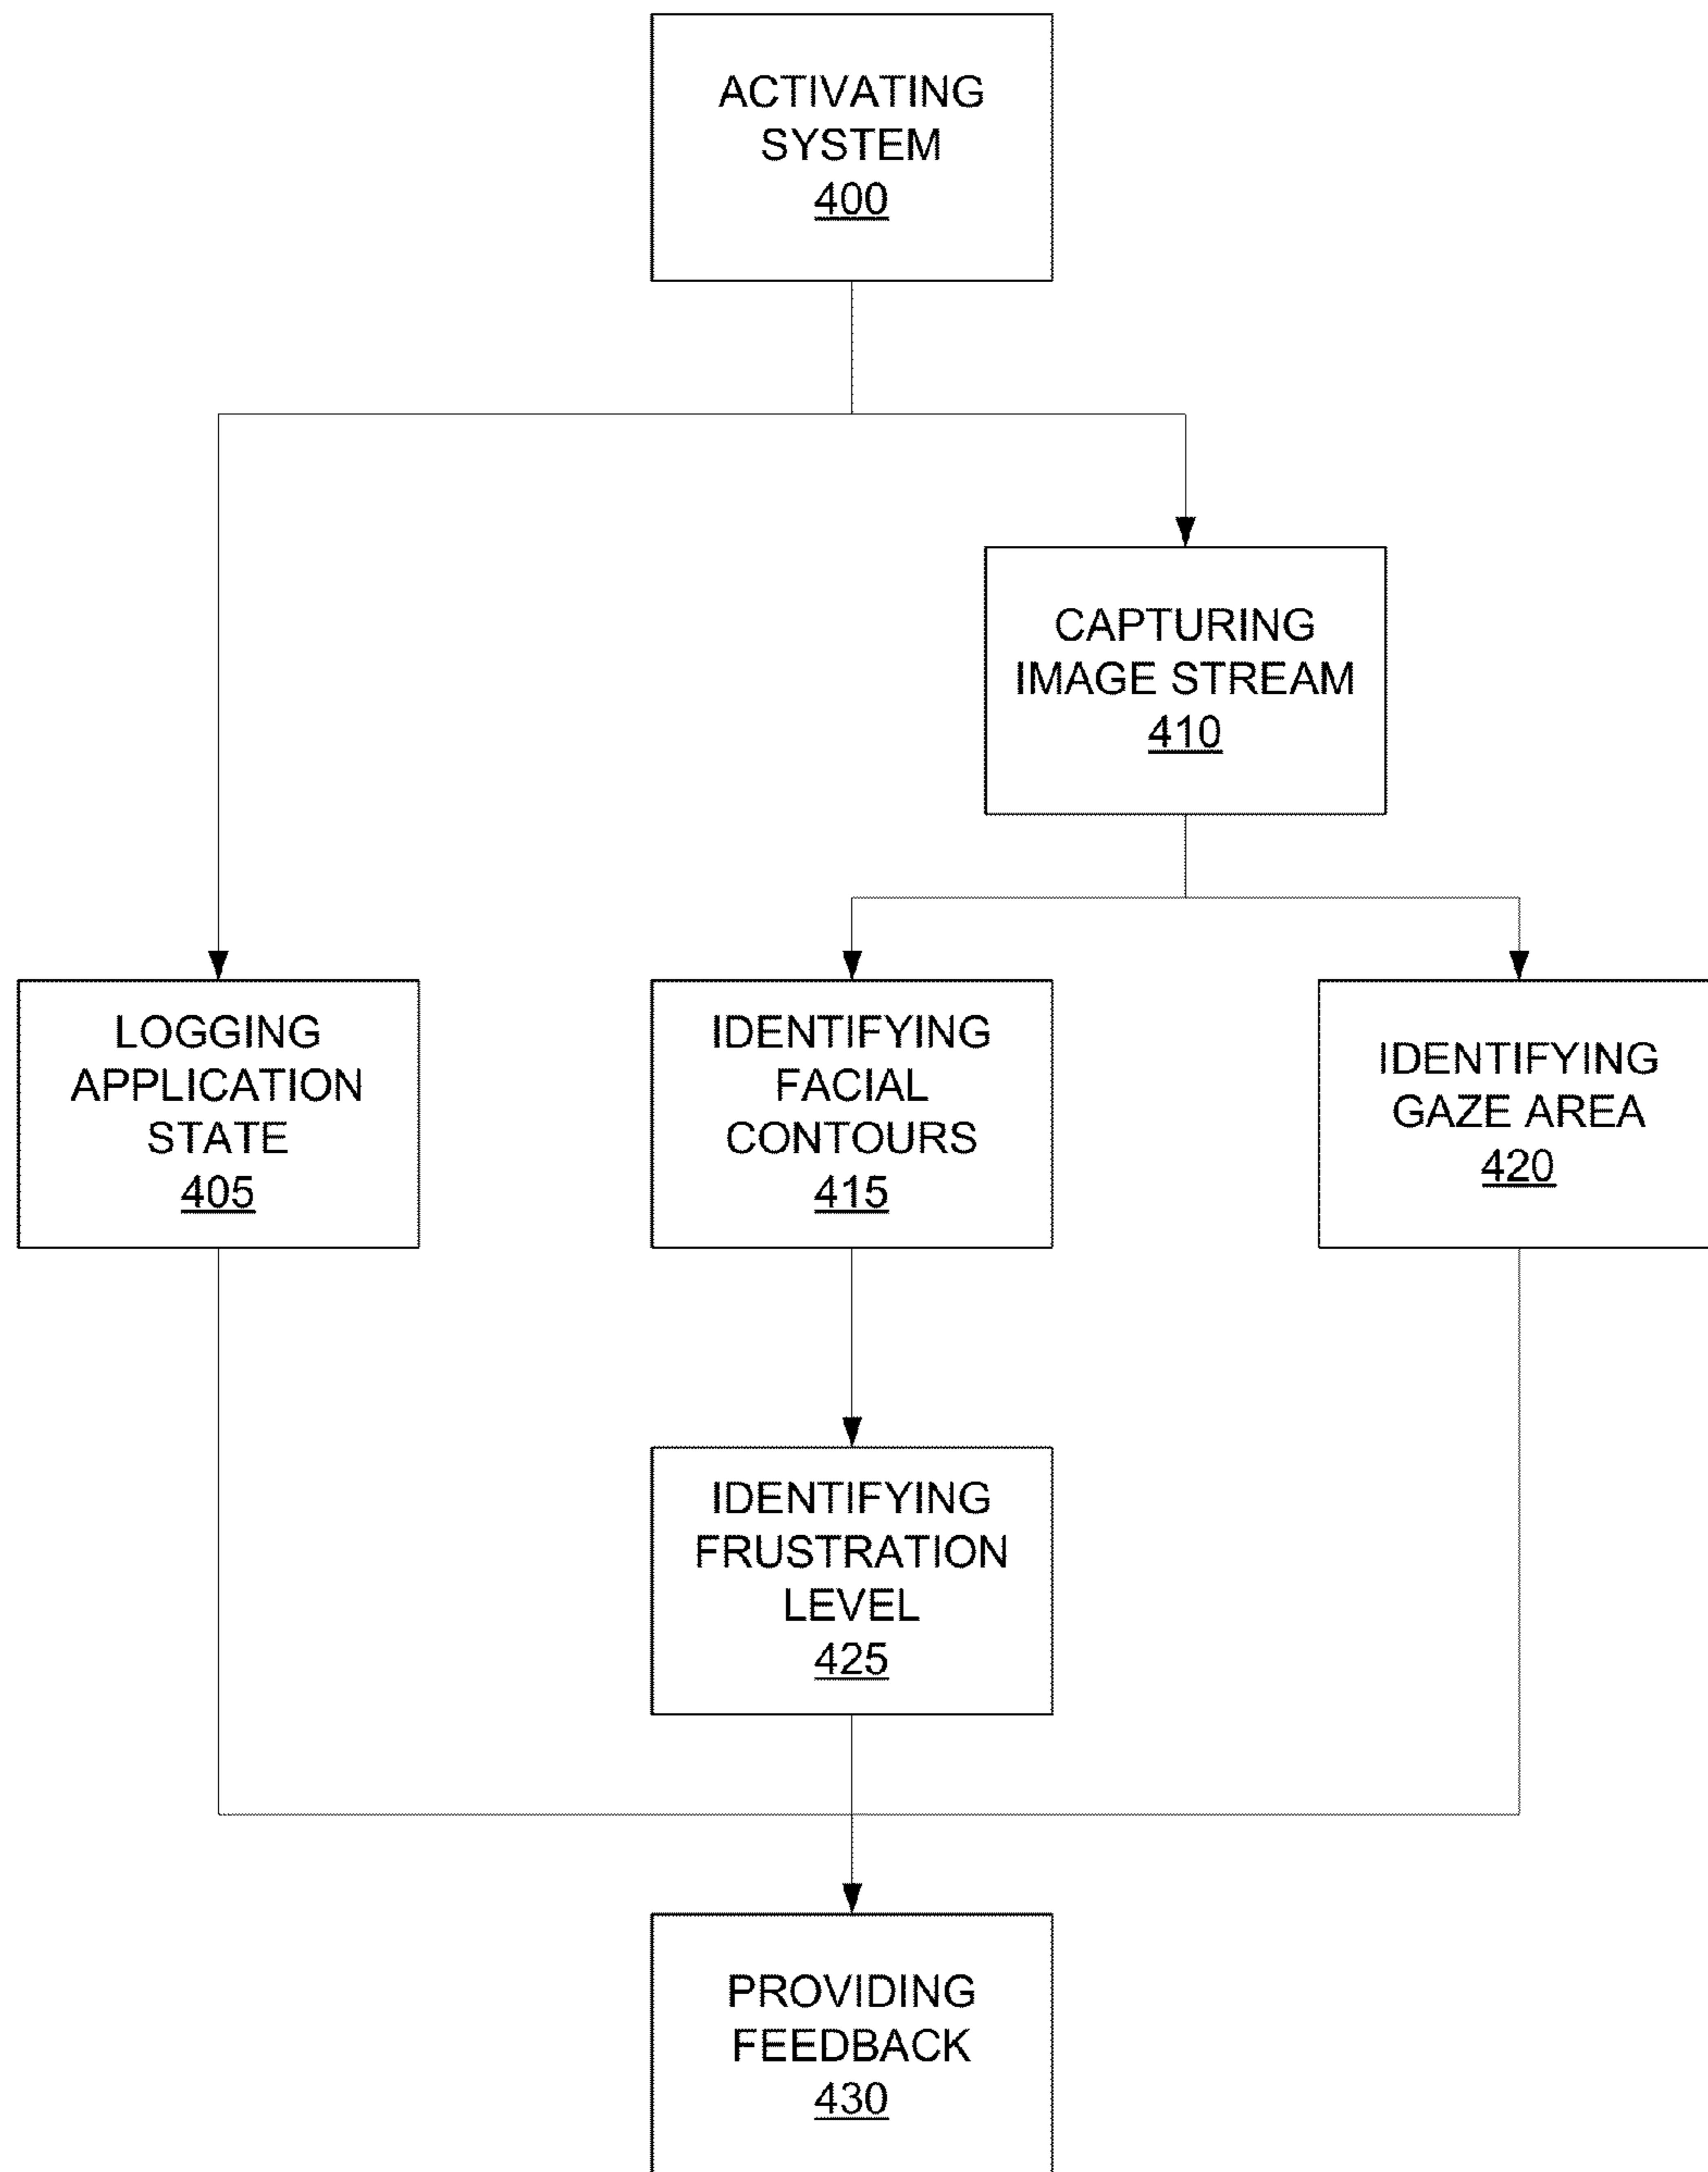 ACTIVATING
SYSTEM
400
CAPTURING
IMAGE STREAM
410
LOGGING
APPLICATION
STATE
405
IDENTIFYING
FACIAL
CONTOURS
415
IDENTIFYING
GAZE AREA
420
IDENTIFYING
FRUSTRATION
LEVEL
425
PROVIDING
FEEDBACK
430